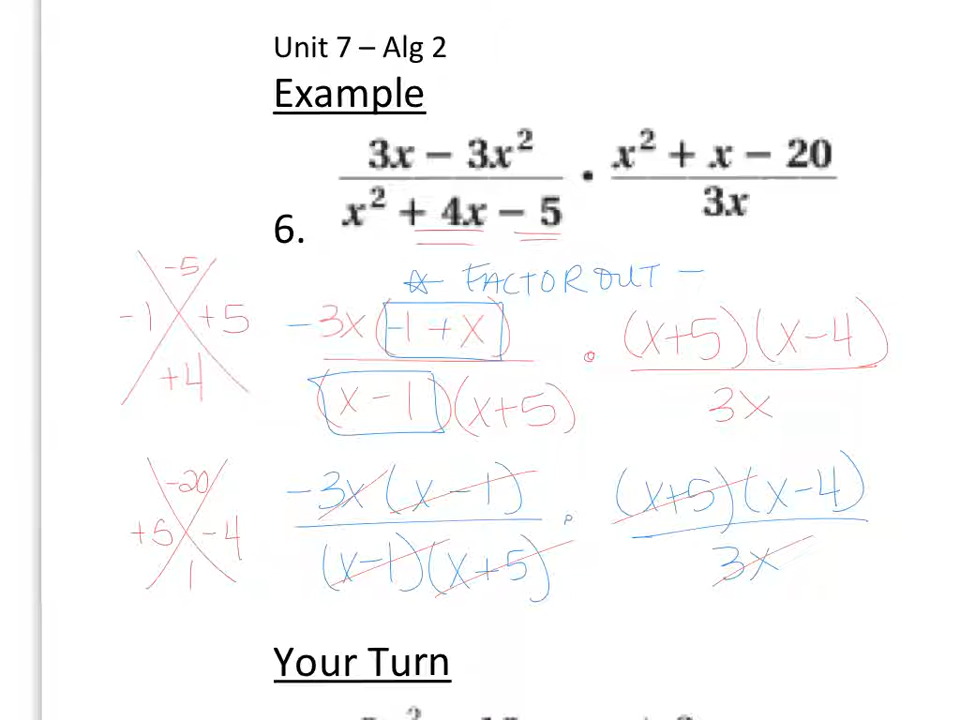 Unit 7 – Alg 2
Example
6. (3x − 3x²)/(x² + 4x − 5) · (x² + x − 20)/(3x)
☆ FACTOR OUT −
-5
-1 +5
+4
−3x(-1 + x)/((x − 1)(x+5)) · (x+5)(x−4)/(3x)
-20
+5 -4
1
−3x(x − 1)/((x−1)(x+5)) · (x+5)(x−4)/(3x)
Your Turn